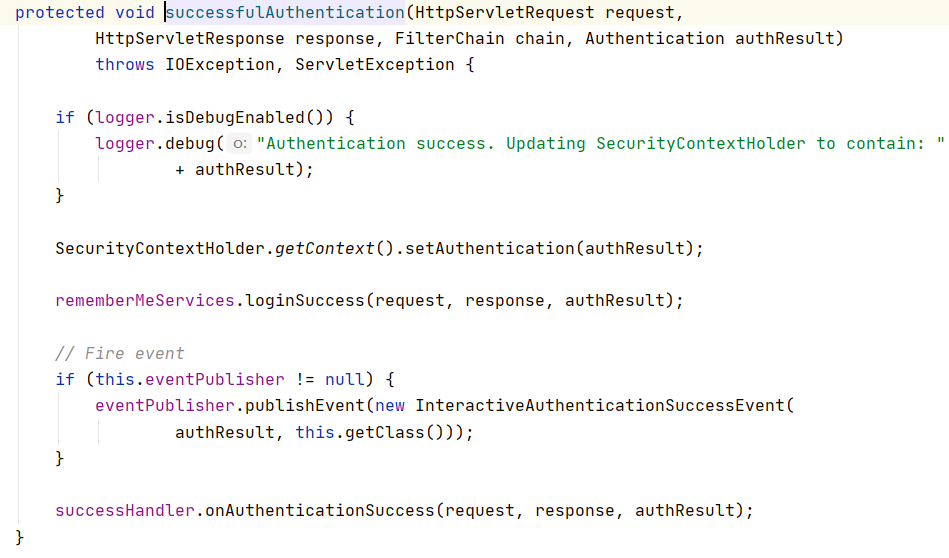 protected void successfulAuthentication(HttpServletRequest request,
        HttpServletResponse response, FilterChain chain, Authentication authResult)
        throws IOException, ServletException {
    if (logger.isDebugEnabled()) {
        logger.debug( o: "Authentication success. Updating SecurityContextHolder to contain: "
                + authResult);
    }
    SecurityContextHolder.getContext().setAuthentication(authResult);
    rememberMeServices.loginSuccess(request, response, authResult);
    // Fire event
    if (this.eventPublisher != null) {
        eventPublisher.publishEvent(new InteractiveAuthenticationSuccessEvent(
                authResult, this.getClass()));
    }
    successHandler.onAuthenticationSuccess(request, response, authResult);
}